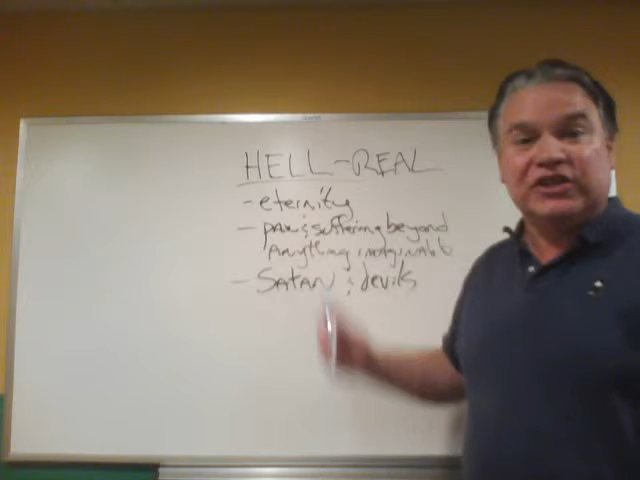 HELL-REAL
- eternity
- pain & suffering beyond
anything imaginable
- SATAN & devils